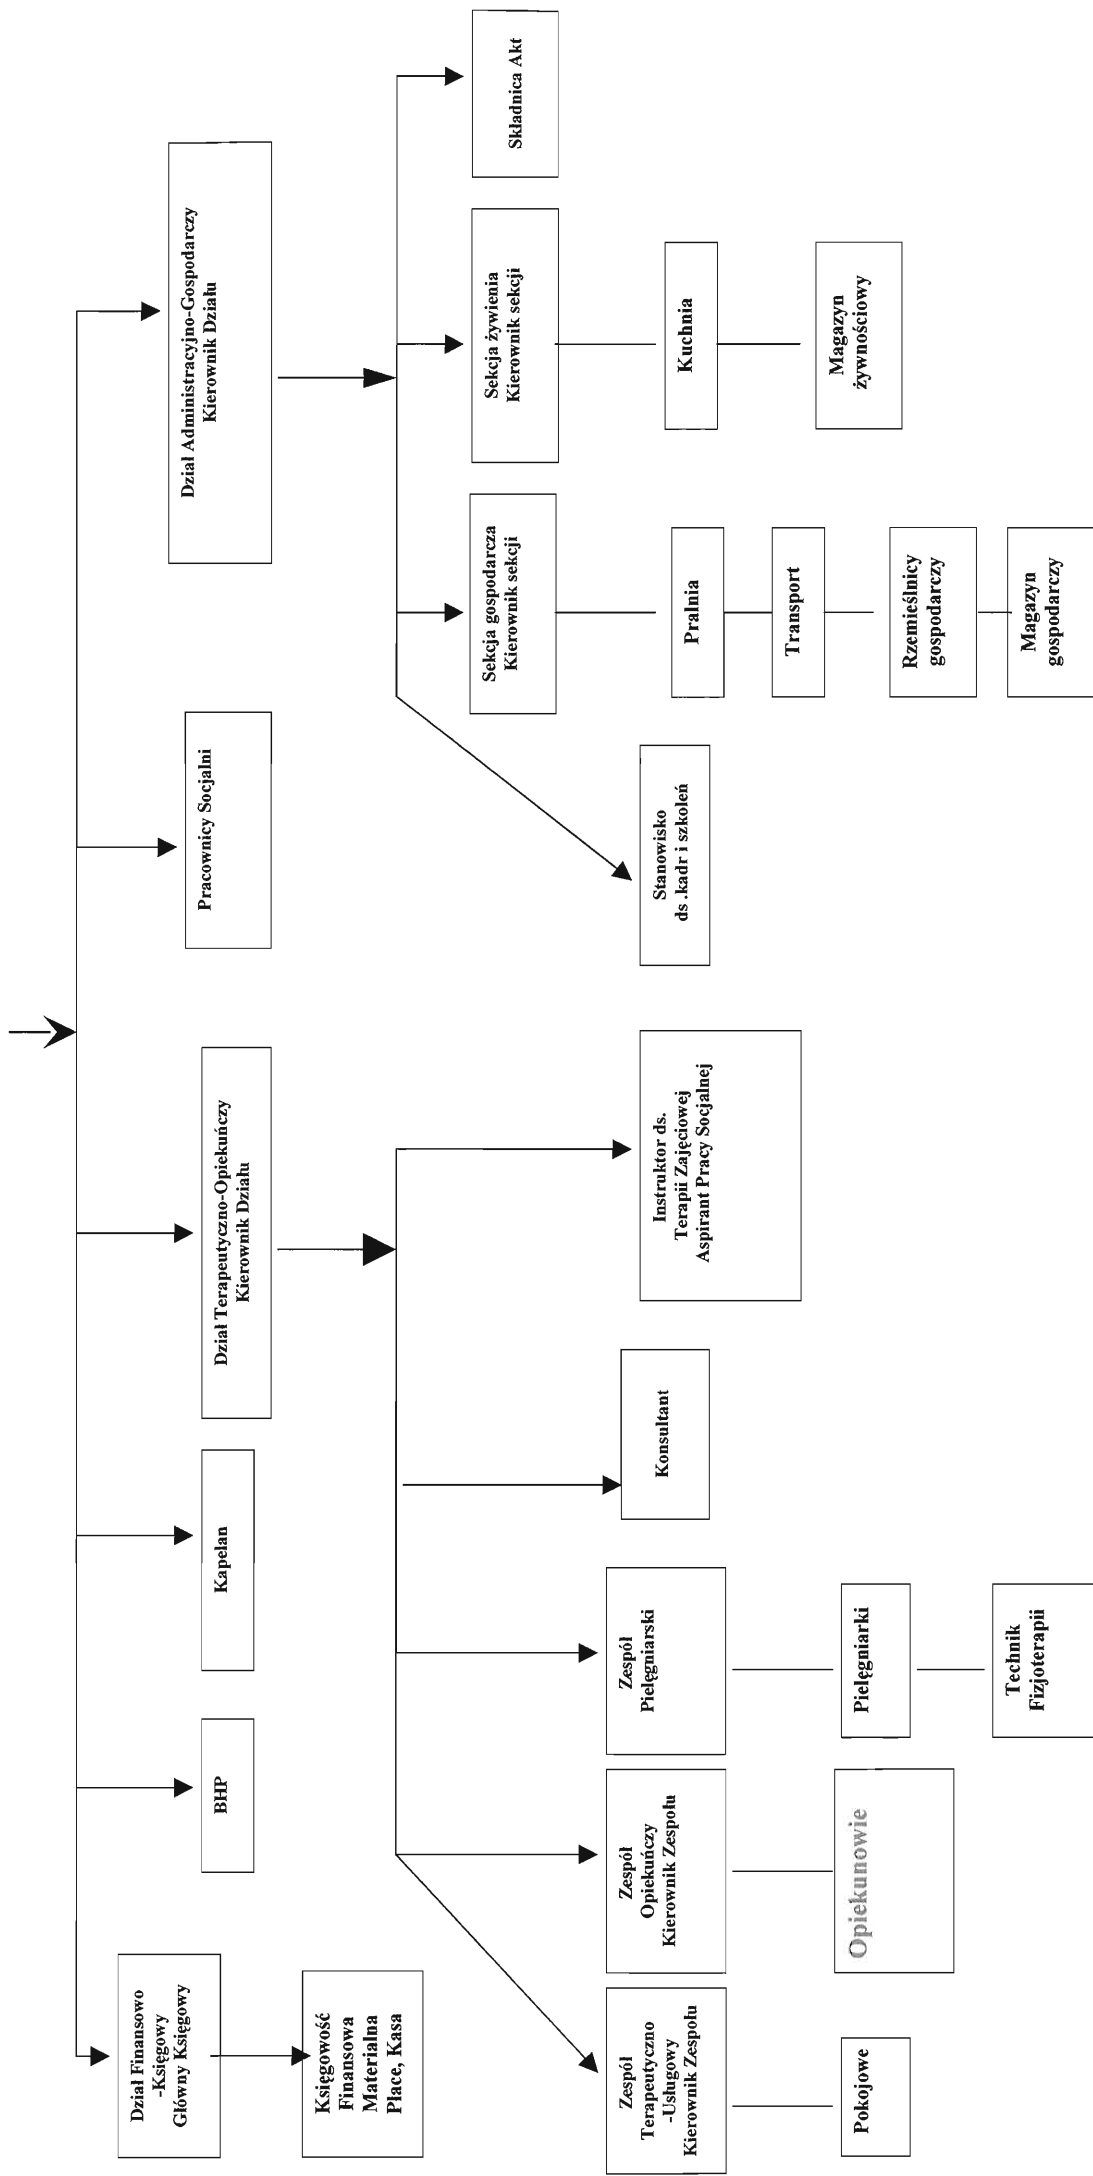 Dział Finansowo
-Księgowy
Główny Księgowy
BHP
Kapelan
Dział Terapeutyczno-Opiekuńczy
Kierownik Działu
Pracownicy Socjalni
Dział Administracyjno-Gospodarczy
Kierownik Działu
Księgowość
Finansowa
Materialna
Płace, Kasa
Zespół
Terapeutyczno
-Usługowy
Kierownik Zespołu
Zespół
Opiekuńczy
Kierownik Zespołu
Zespół
Pielęgniarski
Konsultant
Instruktor ds.
Terapii Zajęciowej
Aspirant Pracy Socjalnej
Stanowisko
ds .kadr i szkoleń
Sekcja gospodarcza
Kierownik sekcji
Sekcja żywienia
Kierownik sekcji
Składnica Akt
Pokojowe
Opiekunowie
Pielęgniarki
Technik
Fizjoterapii
Pralnia
Transport
Rzemieślnicy
gospodarczy
Magazyn
gospodarczy
Kuchnia
Magazyn
żywnościowy